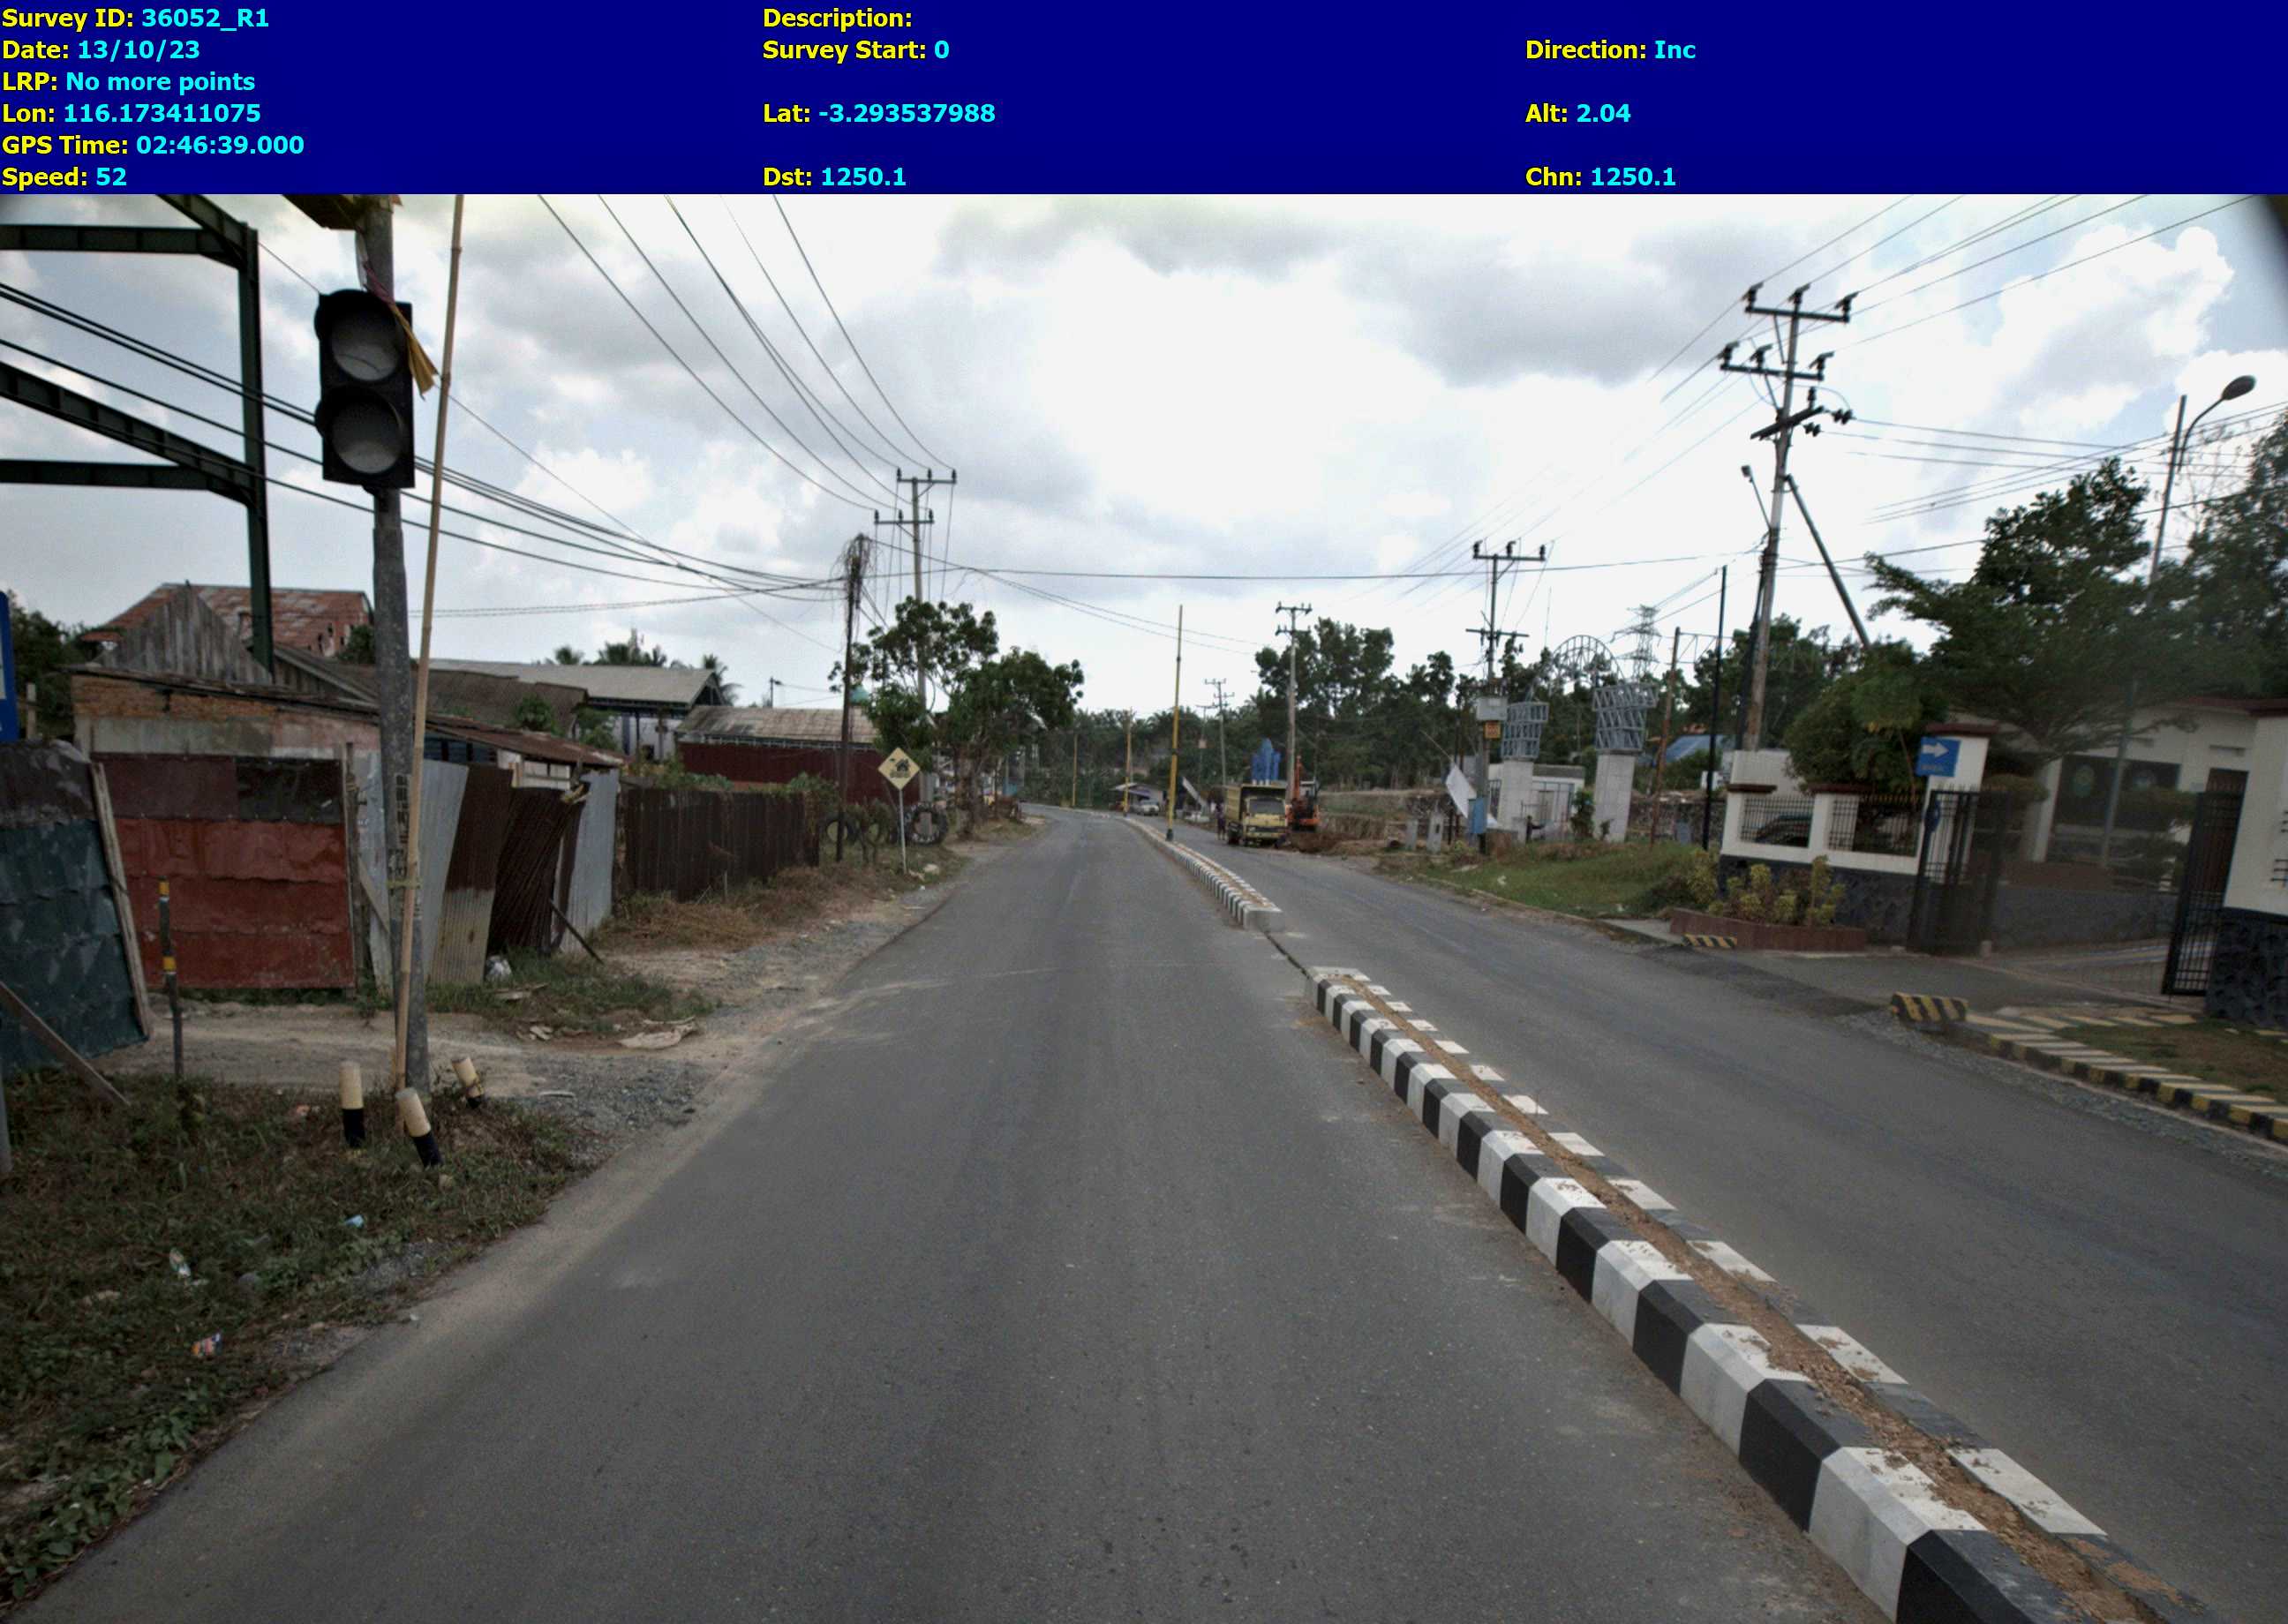 Survey ID: 36052_R1
Description:
Date: 13/10/23
Survey Start: 0
Direction: Inc
LRP: No more points
Lon: 116.173411075
Lat: -3.293537988
Alt: 2.04
GPS Time: 02:46:39.000
Speed: 52
Dst: 1250.1
Chn: 1250.1